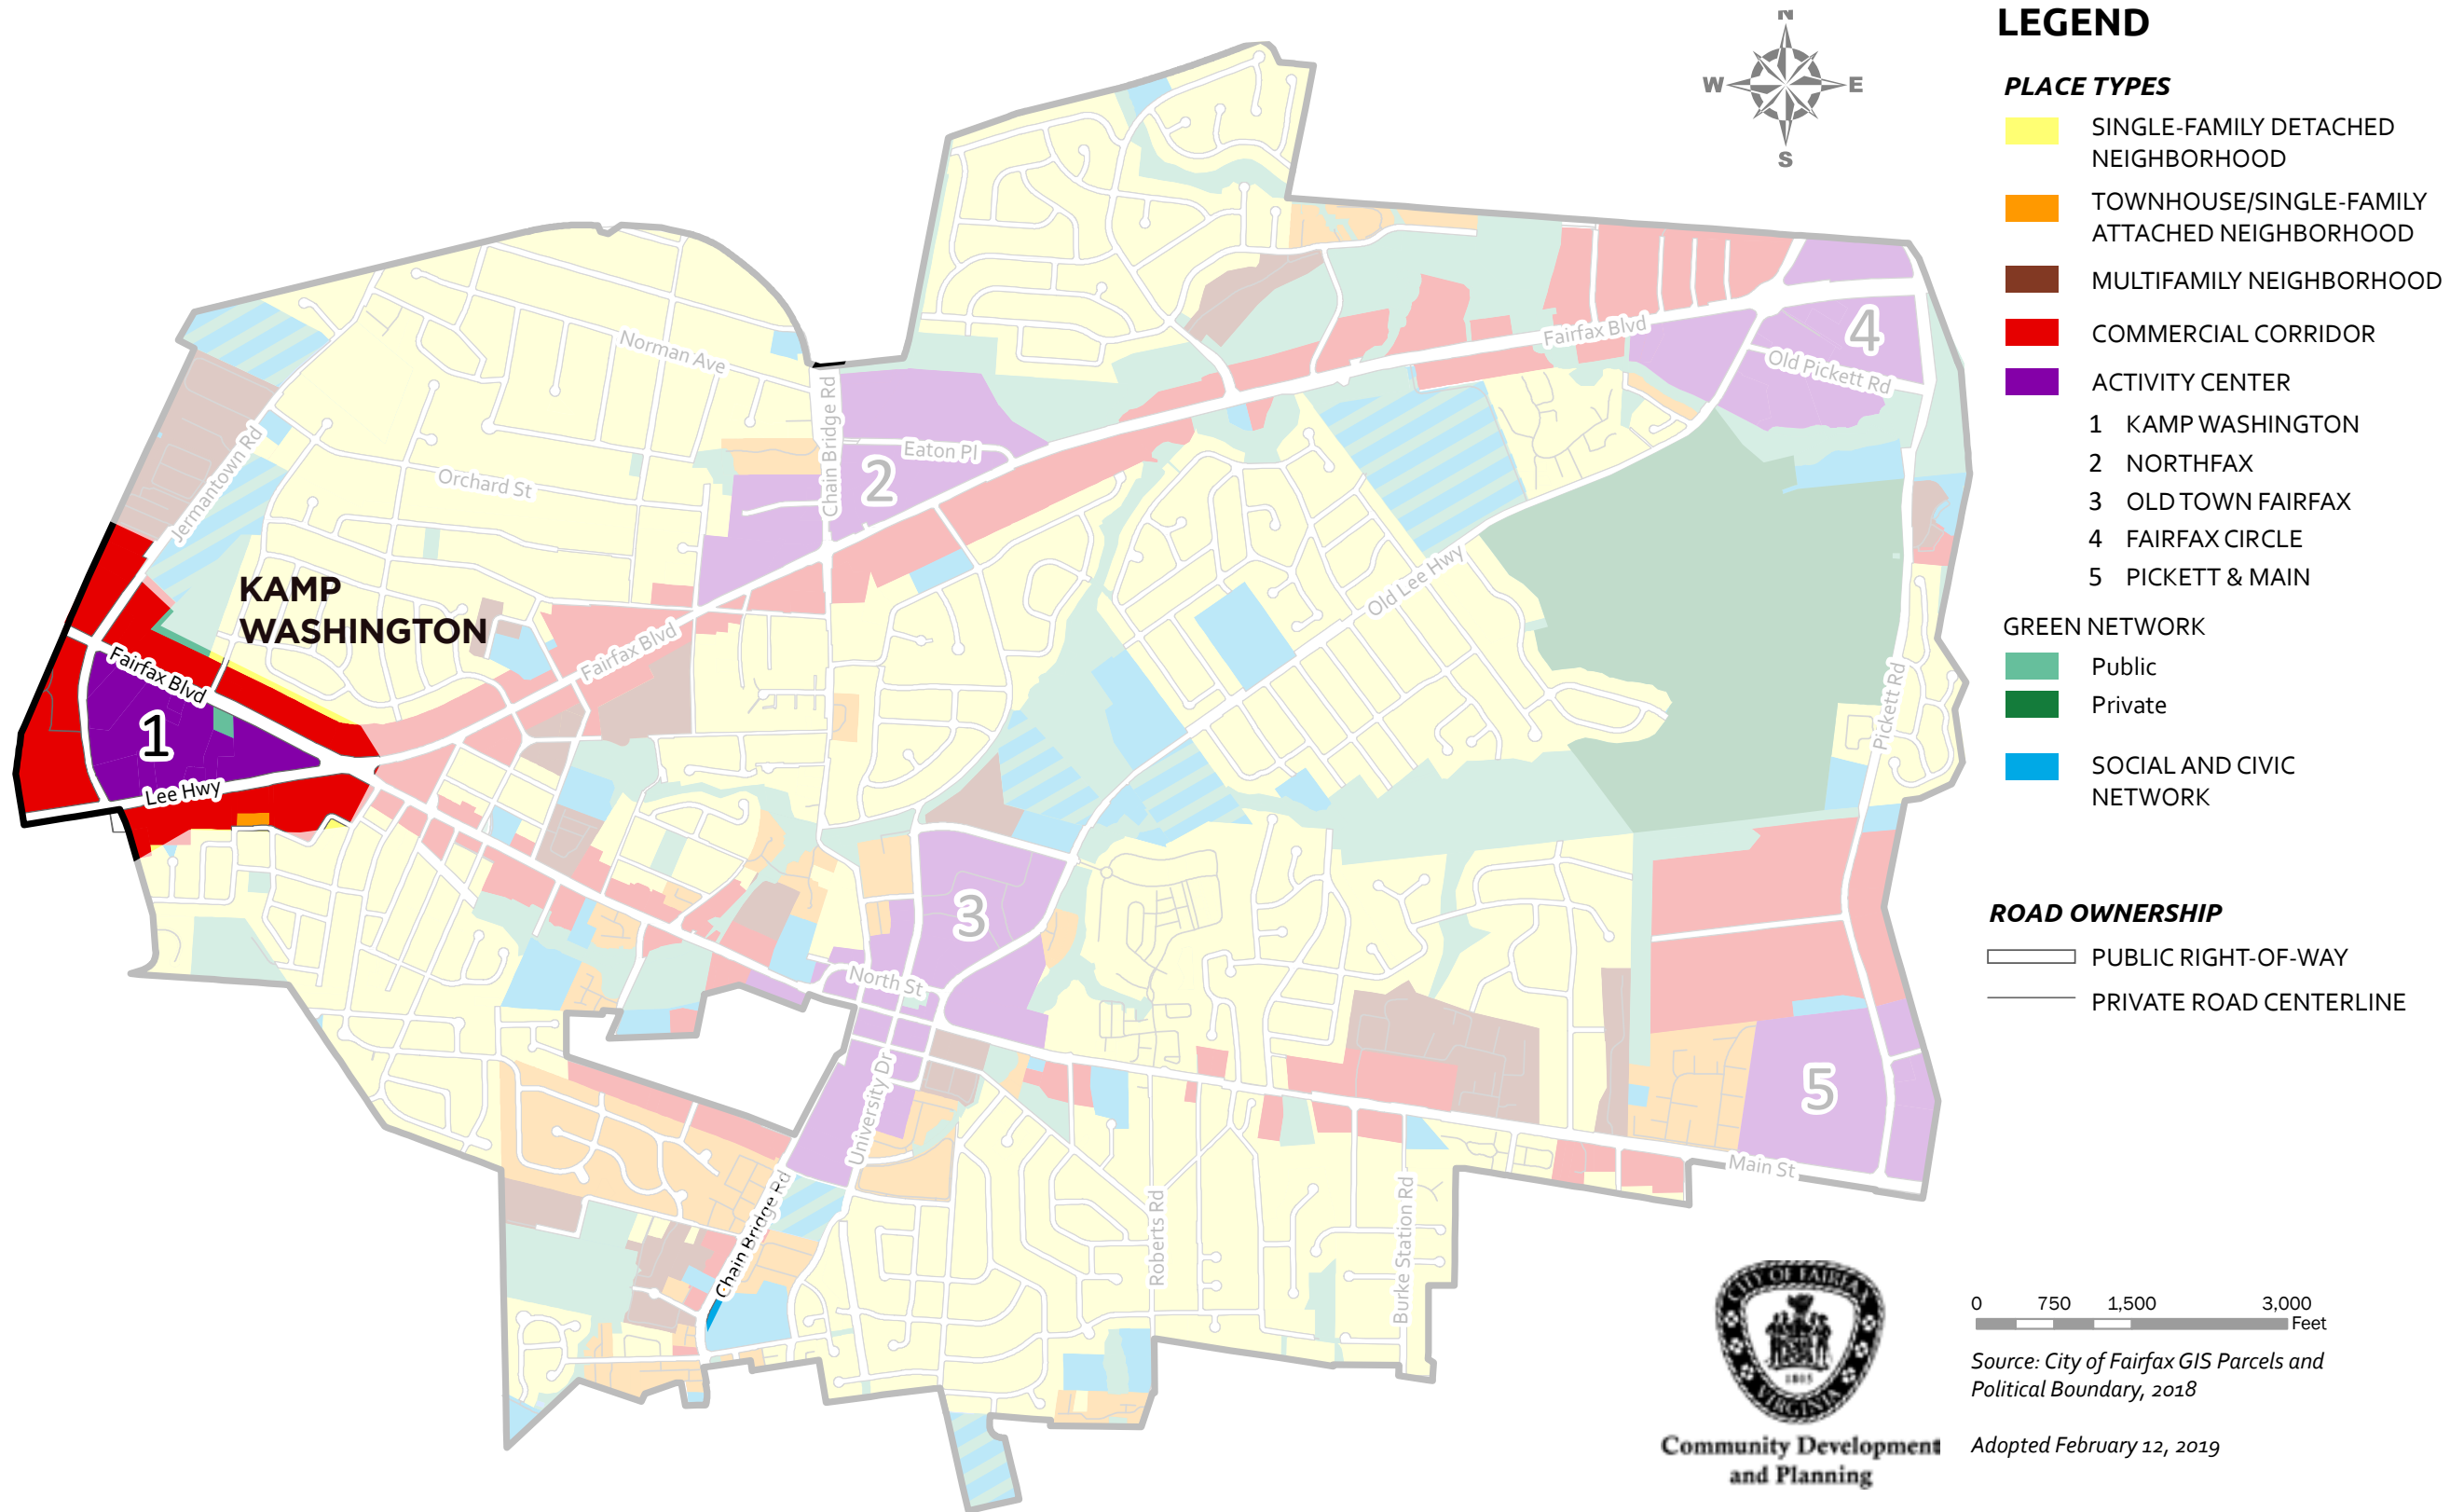 N
W
E
S
LEGEND
PLACE TYPES
SINGLE-FAMILY DETACHED
NEIGHBORHOOD
TOWNHOUSE/SINGLE-FAMILY
ATTACHED NEIGHBORHOOD
MULTIFAMILY NEIGHBORHOOD
COMMERCIAL CORRIDOR
ACTIVITY CENTER
1 KAMP WASHINGTON
2 NORTHFAX
3 OLD TOWN FAIRFAX
4 FAIRFAX CIRCLE
5 PICKETT & MAIN
GREEN NETWORK
Public
Private
SOCIAL AND CIVIC
NETWORK
ROAD OWNERSHIP
PUBLIC RIGHT-OF-WAY
PRIVATE ROAD CENTERLINE
Norman Ave
Chain Bridge Rd
Eaton Pl
2
Orchard St
Jermantown Rd
Fairfax Blvd
4
Old Pickett Rd
KAMP
WASHINGTON
Fairfax Blvd
1
Lee Hwy
Fairfax Blvd
Old Lee Hwy
Pickett Rd
3
North St
University Dr
5
Main St
Chain Bridge Rd
Roberts Rd
Burke Station Rd
CITY OF FAIRFAX
1805
VIRGINIA
Community Development
and Planning
0 750 1,500 3,000
Feet
Source: City of Fairfax GIS Parcels and
Political Boundary, 2018
Adopted February 12, 2019